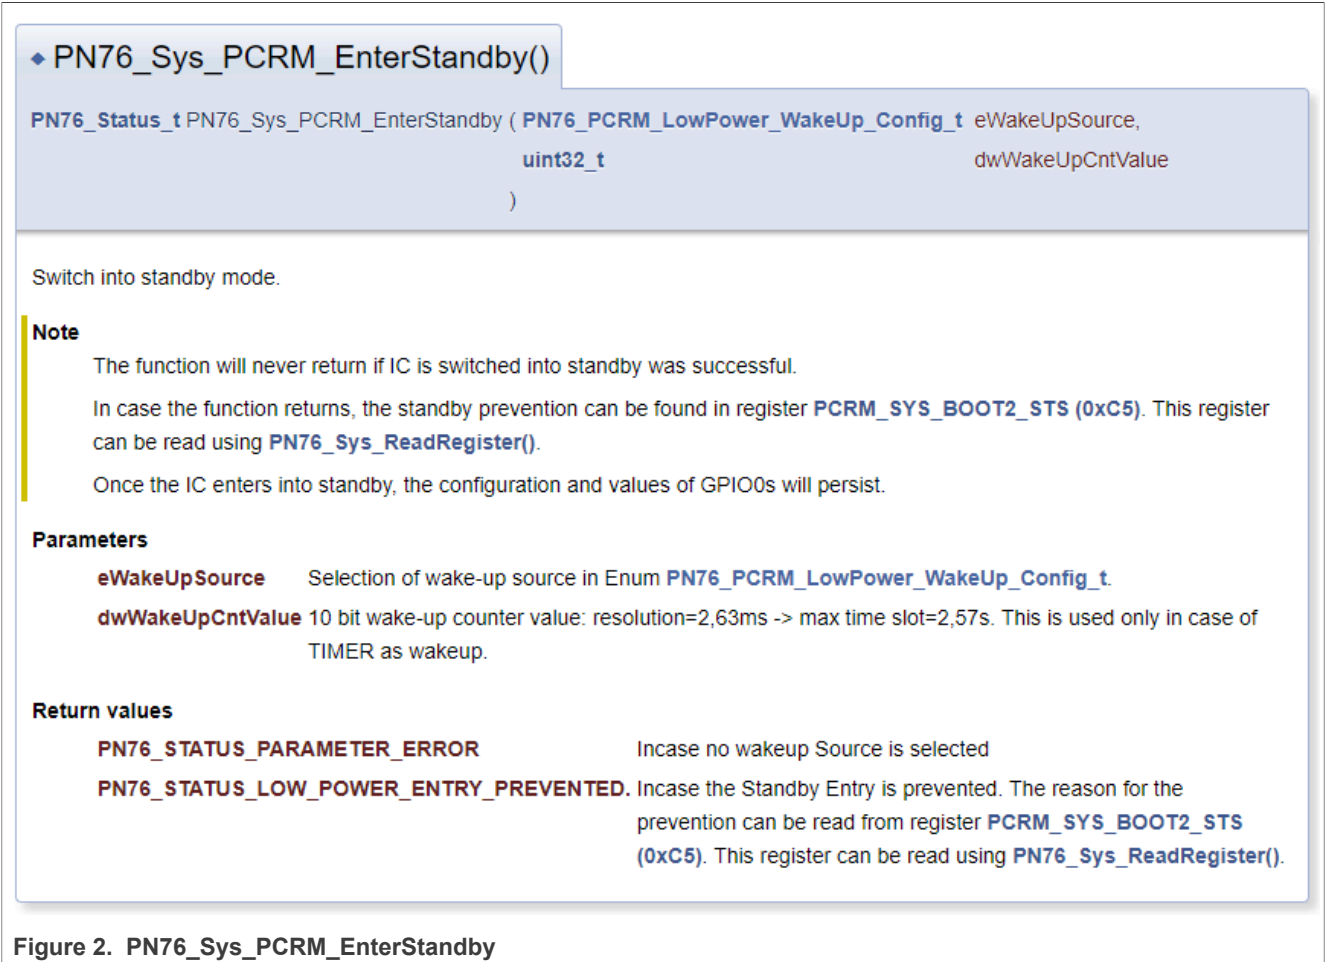 PN76_Sys_PCRM_EnterStandby()
PN76_Status_t PN76_Sys_PCRM_EnterStandby ( PN76_PCRM_LowPower_WakeUp_Config_t eWakeUpSource,
uint32_t dwWakeUpCntValue
)
Switch into standby mode.
Note
The function will never return if IC is switched into standby was successful.
In case the function returns, the standby prevention can be found in register PCRM_SYS_BOOT2_STS (0xC5). This register
can be read using PN76_Sys_ReadRegister().
Once the IC enters into standby, the configuration and values of GPIO0s will persist.
Parameters
eWakeUpSource Selection of wake-up source in Enum PN76_PCRM_LowPower_WakeUp_Config_t.
dwWakeUpCntValue 10 bit wake-up counter value: resolution=2,63ms -> max time slot=2,57s. This is used only in case of
TIMER as wakeup.
Return values
PN76_STATUS_PARAMETER_ERROR Incase no wakeup Source is selected
PN76_STATUS_LOW_POWER_ENTRY_PREVENTED. Incase the Standby Entry is prevented. The reason for the
prevention can be read from register PCRM_SYS_BOOT2_STS
(0xC5). This register can be read using PN76_Sys_ReadRegister().
Figure 2. PN76_Sys_PCRM_EnterStandby